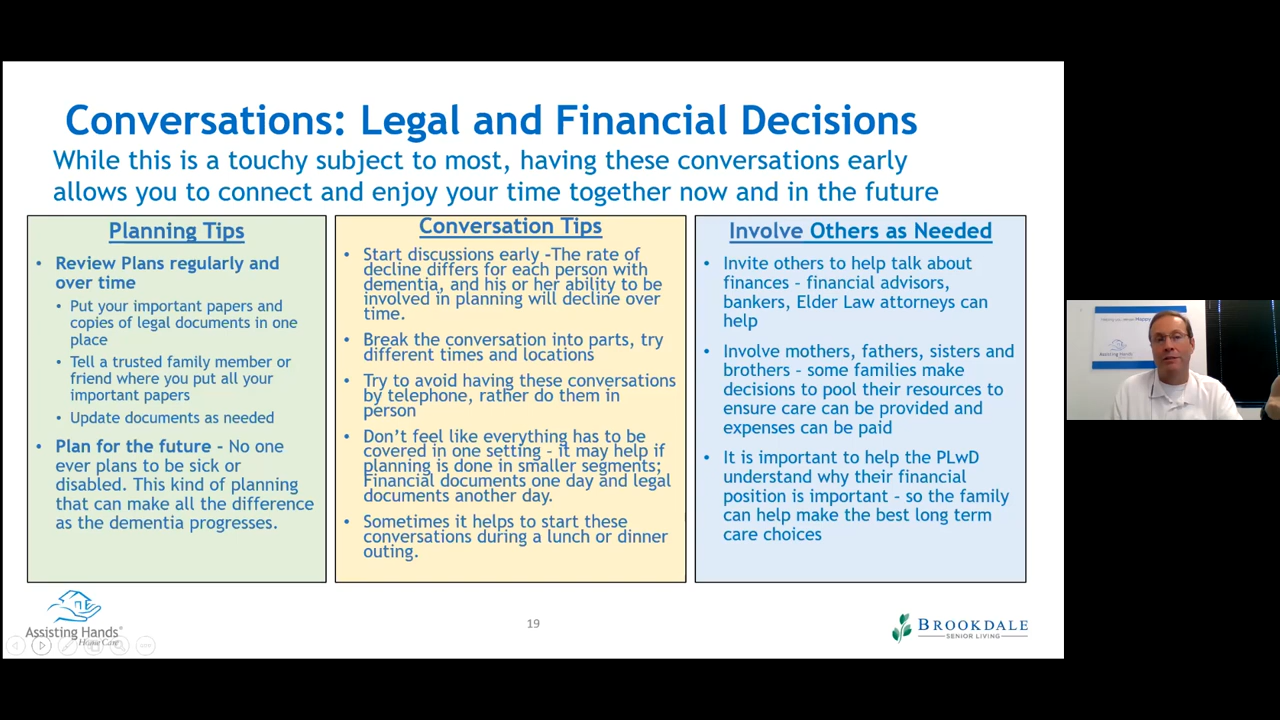 Conversations: Legal and Financial Decisions
While this is a touchy subject to most, having these conversations early
allows you to connect and enjoy your time together now and in the future
Planning Tips
• Review Plans regularly and
over time
• Put your important papers and
copies of legal documents in one
place
• Tell a trusted family member or
friend where you put all your
important papers
• Update documents as needed
• Plan for the future – No one
ever plans to be sick or
disabled. This kind of planning
that can make all the difference
as the dementia progresses.
Conversation Tips
• Start discussions early –The rate of
decline differs for each person with
dementia, and his or her ability to be
involved in planning will decline over
time.
• Break the conversation into parts, try
different times and locations
• Try to avoid having these conversations
by telephone, rather do them in
person
• Don't feel like everything has to be
covered in one setting – it may help if
planning is done in smaller segments;
Financial documents one day and legal
documents another day.
• Sometimes it helps to start these
conversations during a lunch or dinner
outing.
Involve Others as Needed
• Invite others to help talk about
finances – financial advisors,
bankers, Elder Law attorneys can
help
• Involve mothers, fathers, sisters and
brothers – some families make
decisions to pool their resources to
ensure care can be provided and
expenses can be paid
• It is important to help the PLwD
understand why their financial
position is important – so the family
can help make the best long term
care choices
Assisting Hands®
Home Care
19
BROOKDALE
SENIOR LIVING
Assisting Hands